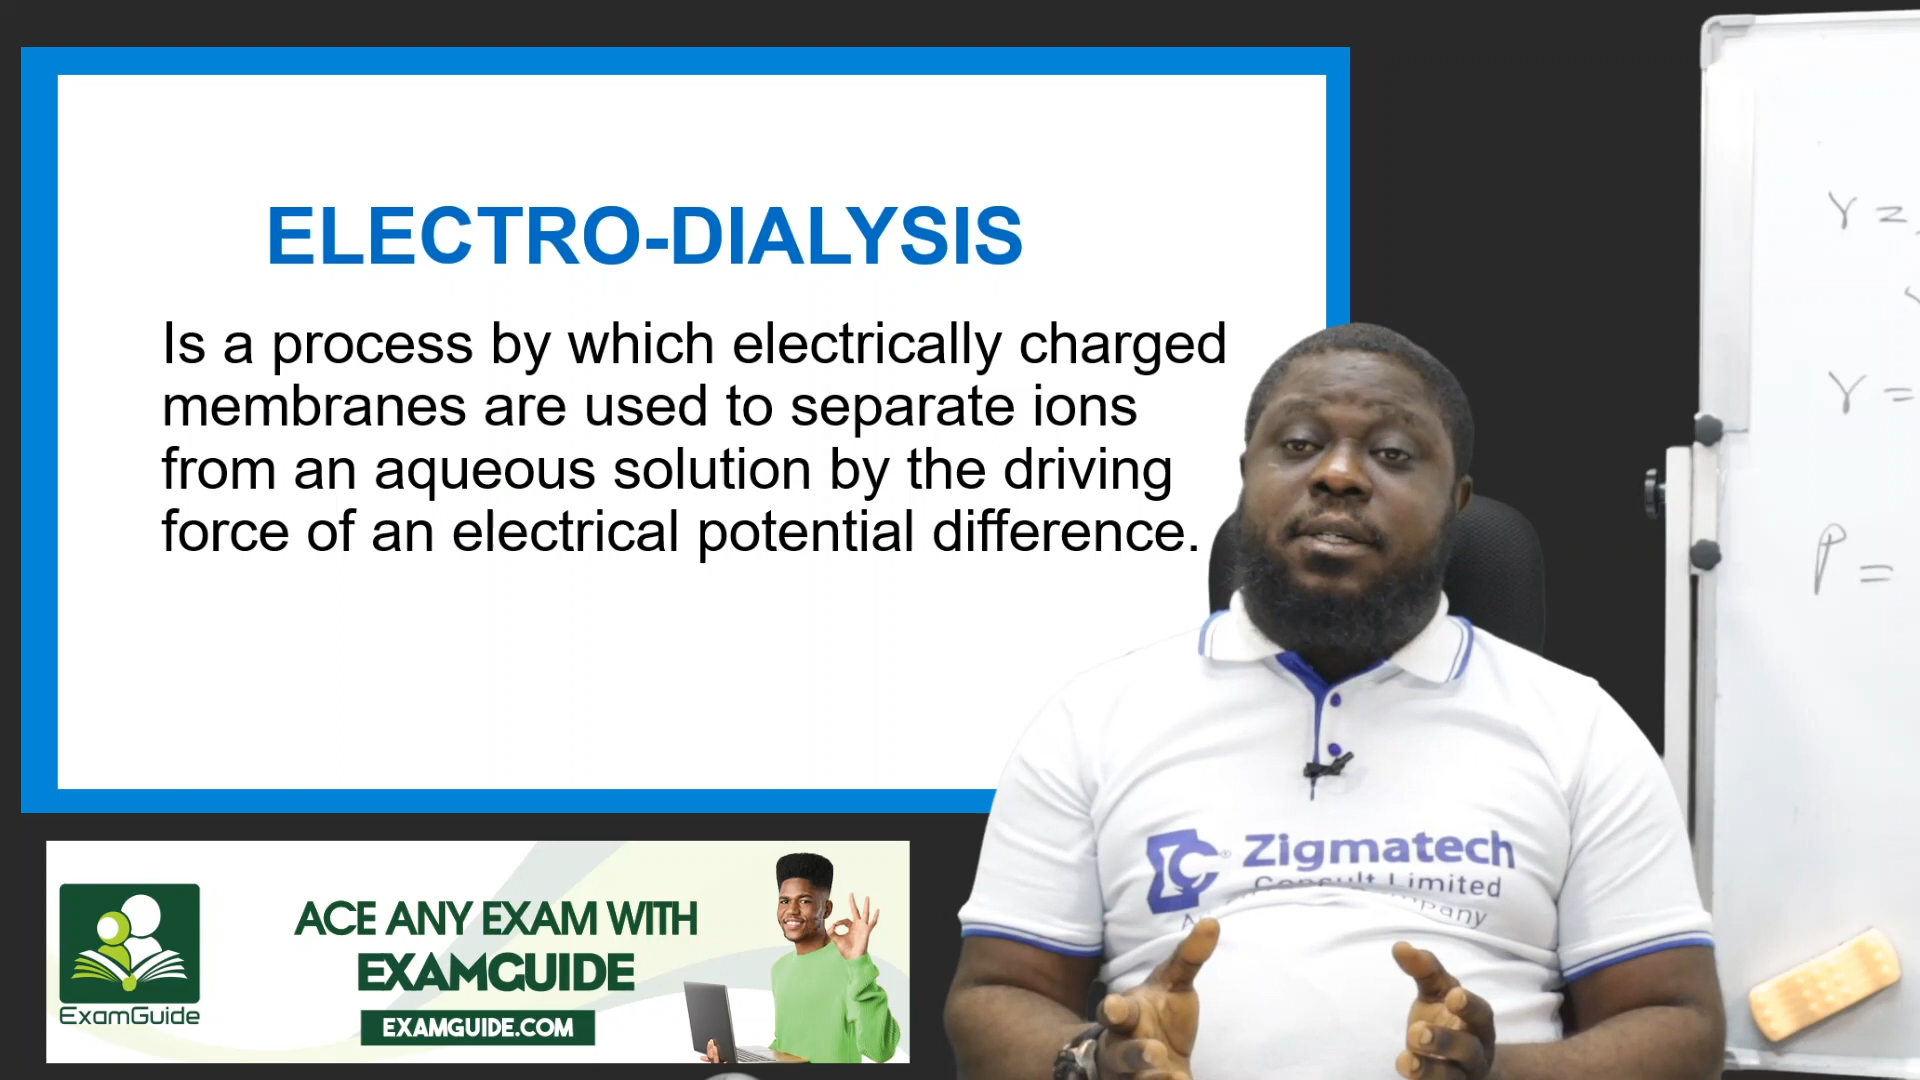 ELECTRO-DIALYSIS
Is a process by which electrically charged
membranes are used to separate ions
from an aqueous solution by the driving
force of an electrical potential difference.
ACE ANY EXAM WITH
EXAMGUIDE
EXAMGUIDE.COM
ExamGuide
Zigmatech
Consult Limited
Y =
Y =
P =